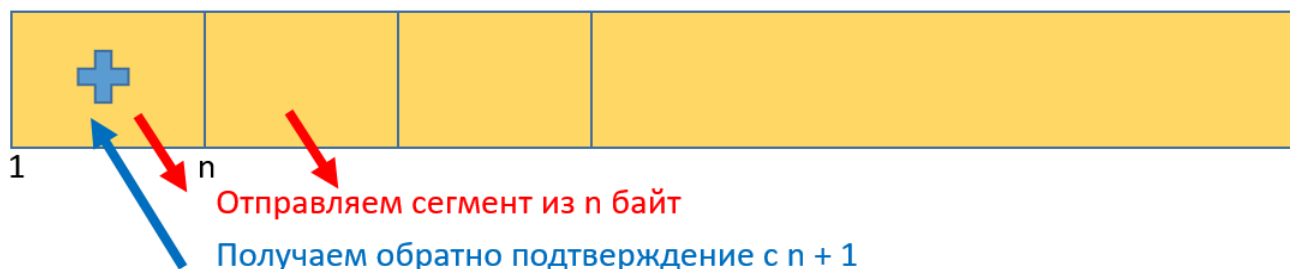 1 n
Отправляем сегмент из n байт
Получаем обратно подтверждение с n + 1